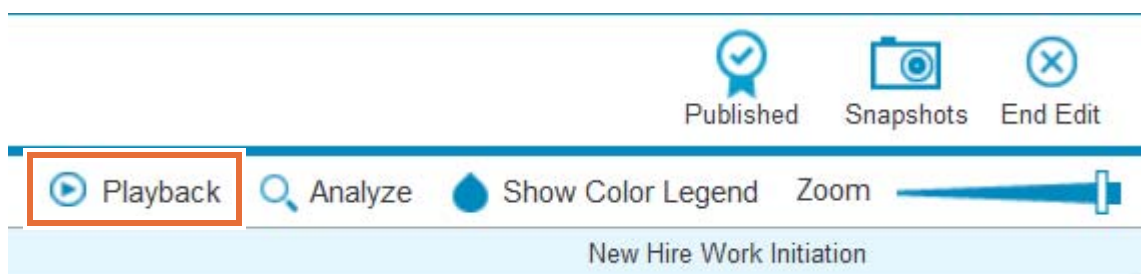 Published Snapshots End Edit
Playback Analyze Show Color Legend Zoom
New Hire Work Initiation